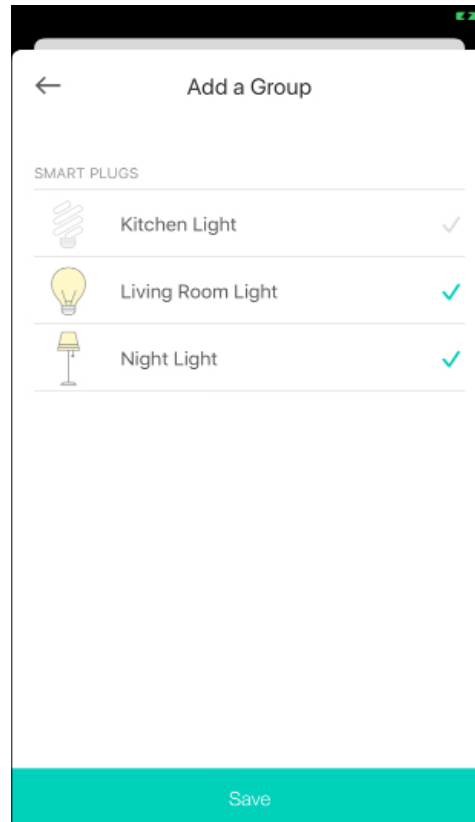 Add a Group
SMART PLUGS
Kitchen Light
Living Room Light
Night Light
Save